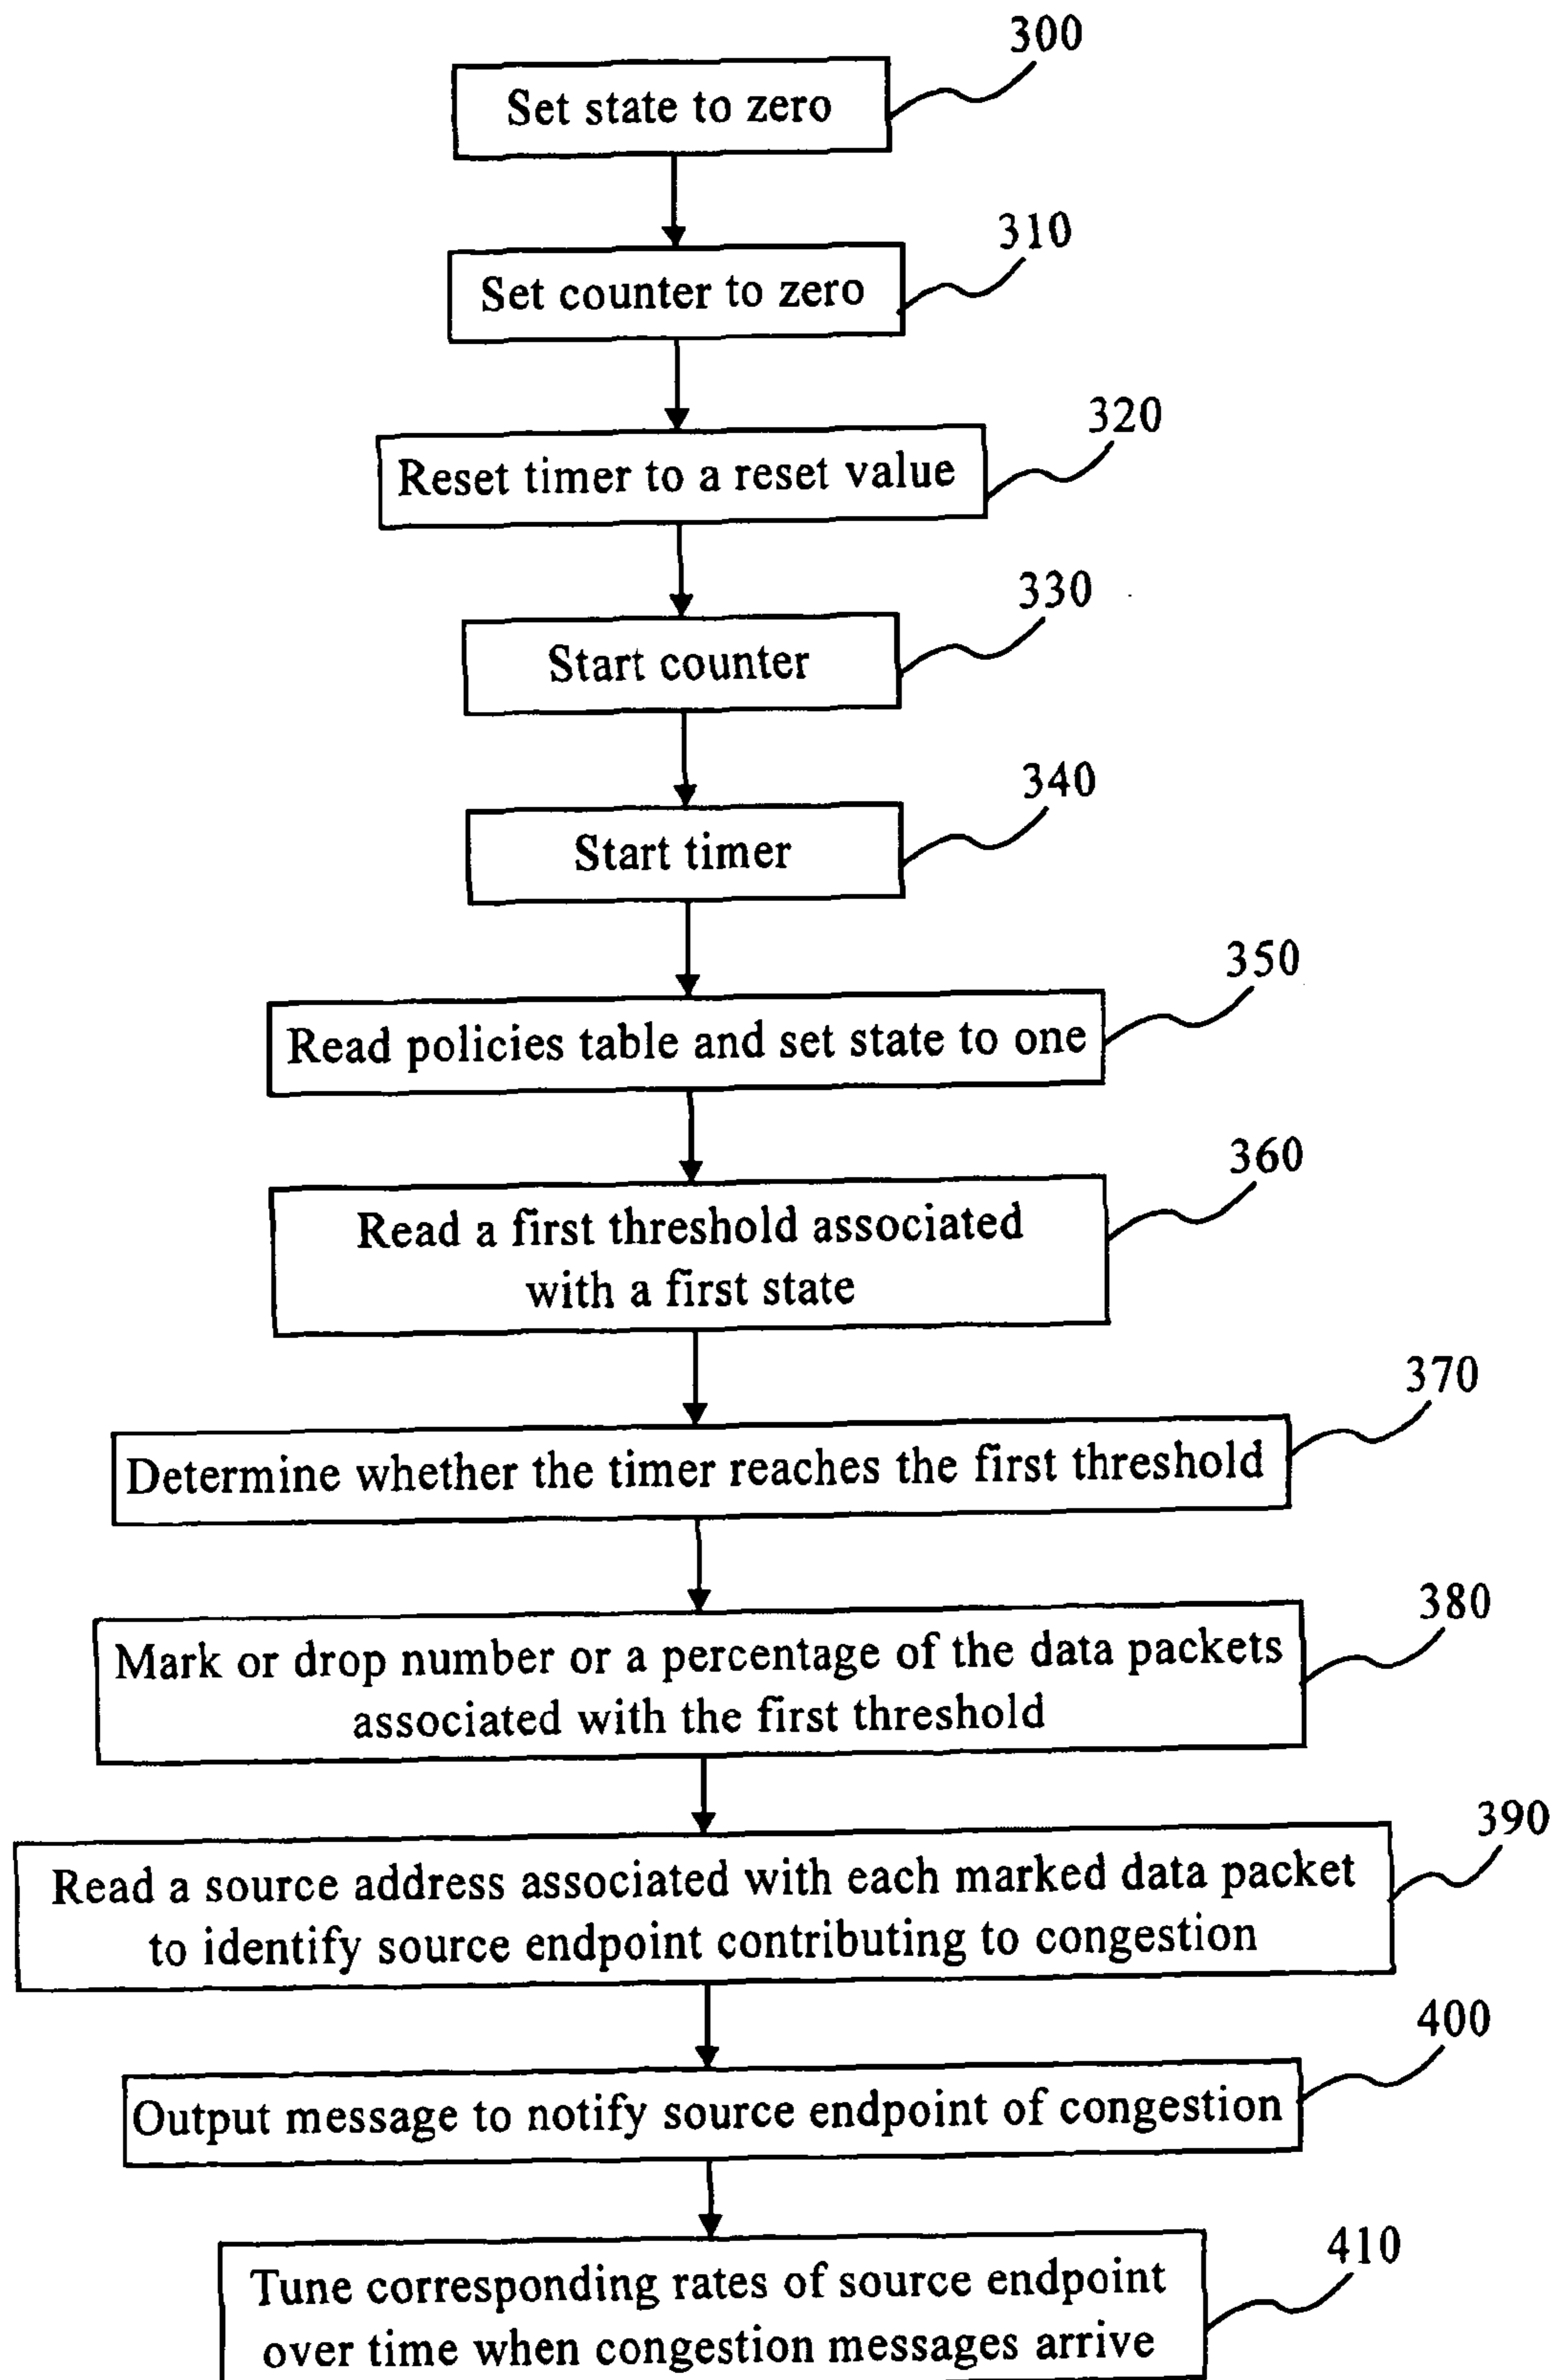 300
Set state to zero
310
Set counter to zero
320
Reset timer to a reset value
330
Start counter
340
Start timer
350
Read policies table and set state to one
360
Read a first threshold associated
with a first state
370
Determine whether the timer reaches the first threshold
380
Mark or drop number or a percentage of the data packets
associated with the first threshold
390
Read a source address associated with each marked data packet
to identify source endpoint contributing to congestion
400
Output message to notify source endpoint of congestion
410
Tune corresponding rates of source endpoint
over time when congestion messages arrive